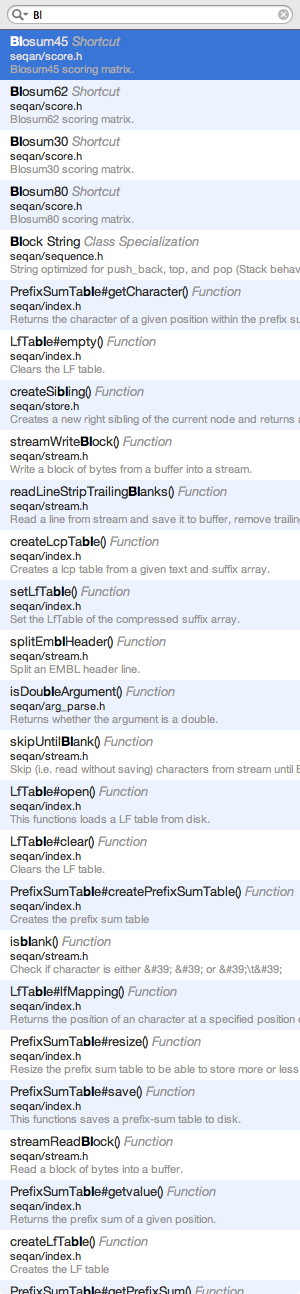 Bl
Blosum45 Shortcut
seqan/score.h
Blosum45 scoring matrix.
Blosum62 Shortcut
seqan/score.h
Blosum62 scoring matrix.
Blosum30 Shortcut
seqan/score.h
Blosum30 scoring matrix.
Blosum80 Shortcut
seqan/score.h
Blosum80 scoring matrix.
Block String Class Specialization
seqan/sequence.h
String optimized for push_back, top, and pop (Stack behav
PrefixSumTable#getCharacter() Function
seqan/index.h
Returns the character of a given position within the prefix su
LfTable#empty() Function
seqan/index.h
Clears the LF table.
createSibling() Function
seqan/store.h
Creates a new right sibling of the current node and returns a
streamWriteBlock() Function
seqan/stream.h
Write a block of bytes from a buffer into a stream.
readLineStripTrailingBlanks() Function
seqan/stream.h
Read a line from stream and save it to buffer, remove trailin
createLcpTable() Function
seqan/index.h
Creates a lcp table from a given text and suffix array.
setLfTable() Function
seqan/index.h
Set the LfTable of the compressed suffix array.
splitEmblHeader() Function
seqan/stream.h
Split an EMBL header line.
isDoubleArgument() Function
seqan/arg_parse.h
Returns whether the argument is a double.
skipUntilBlank() Function
seqan/stream.h
Skip (i.e. read without saving) characters from stream until B
LfTable#open() Function
seqan/index.h
This functions loads a LF table from disk.
LfTable#clear() Function
seqan/index.h
Clears the LF table.
PrefixSumTable#createPrefixSumTable() Function
seqan/index.h
Creates the prefix sum table
isblank() Function
seqan/stream.h
Check if character is either &#39; &#39; or &#39;\t&#39;
LfTable#lfMapping() Function
seqan/index.h
Returns the position of an character at a specified position o
PrefixSumTable#resize() Function
seqan/index.h
Resize the prefix sum table to be able to store more or less
PrefixSumTable#save() Function
seqan/index.h
This functions saves a prefix-sum table to disk.
streamReadBlock() Function
seqan/stream.h
Read a block of bytes into a buffer.
PrefixSumTable#getvalue() Function
seqan/index.h
Returns the prefix sum of a given position.
createLfTable() Function
seqan/index.h
Creates the LF table
PrefixSumTable#getPrefixSum() Function